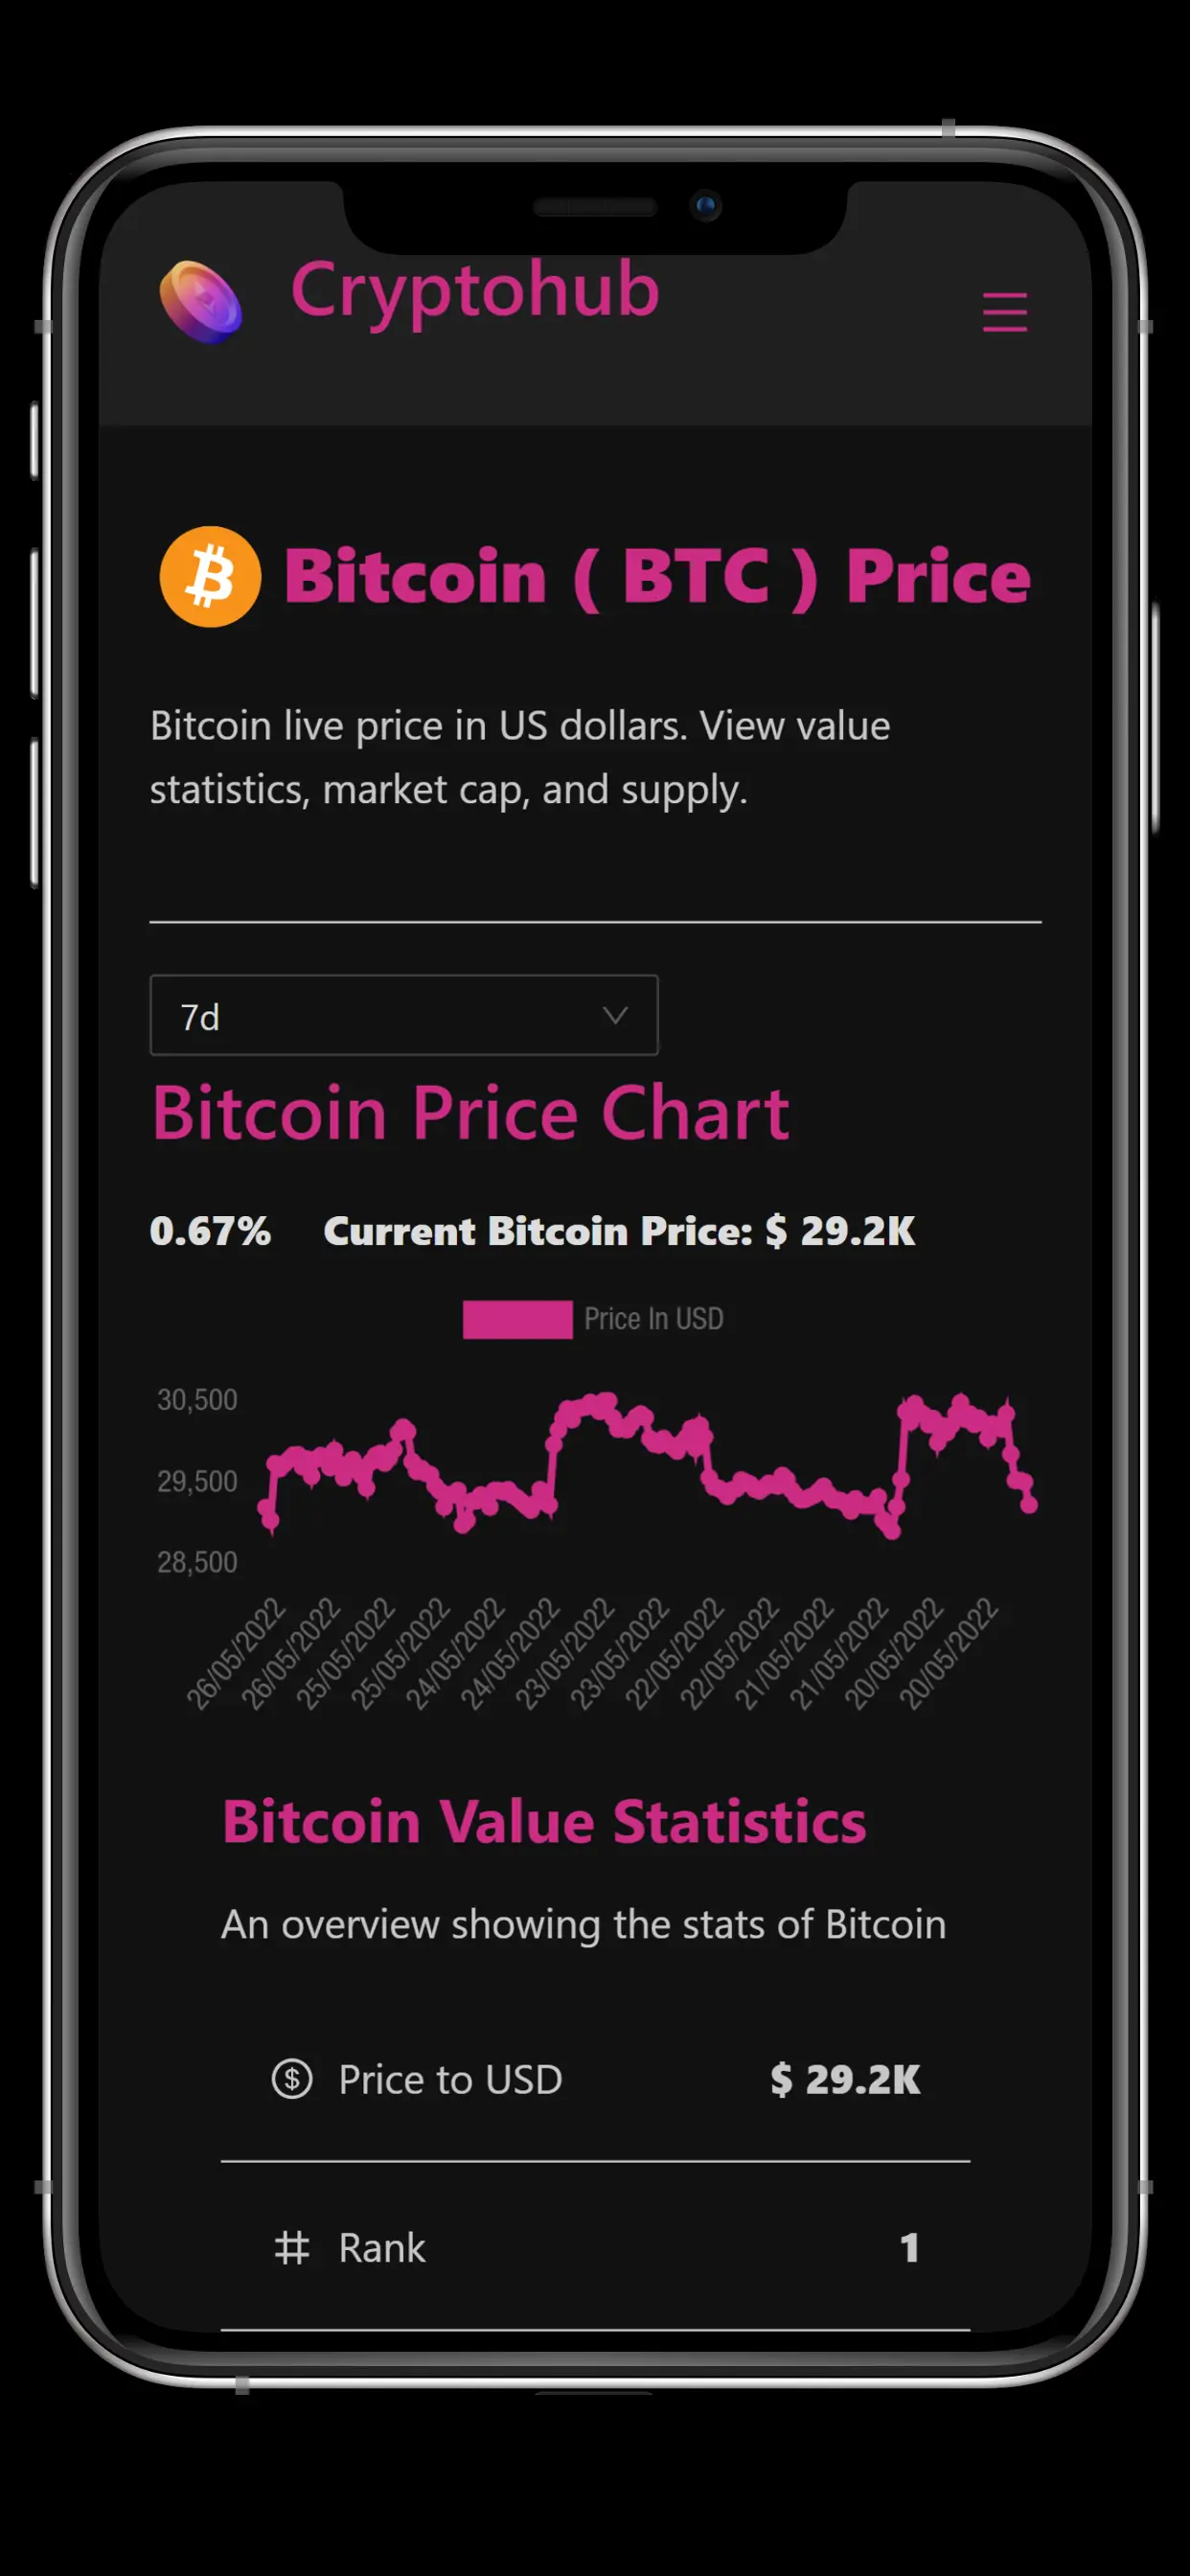 Cryptohub
Bitcoin ( BTC ) Price
Bitcoin live price in US dollars. View value
statistics, market cap, and supply.
7d
Bitcoin Price Chart
0.67% Current Bitcoin Price: $ 29.2K
Price In USD
30,500
29,500
28,500
26/05/2022
26/05/2022
25/05/2022
25/05/2022
24/05/2022
24/05/2022
23/05/2022
23/05/2022
22/05/2022
22/05/2022
21/05/2022
21/05/2022
20/05/2022
20/05/2022
Bitcoin Value Statistics
An overview showing the stats of Bitcoin
Price to USD $ 29.2K
Rank 1